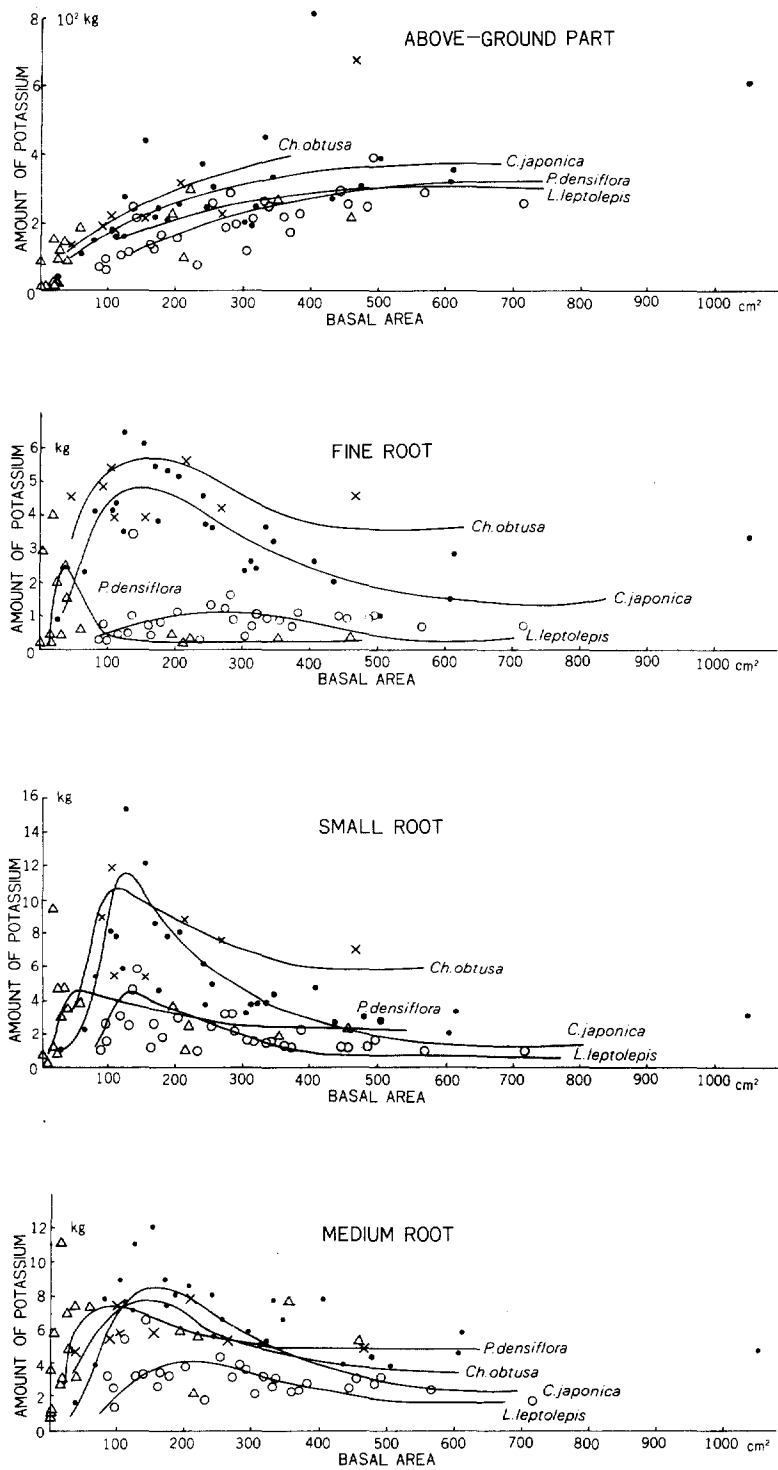 8
10² kg
ABOVE-GROUND PART
AMOUNT OF POTASSIUM
6
4
2
0
Ch.obtusa
C.japonica
P.densiflora
L.leptolepis
100 200 300 400 500 600 700 800 900 1000 cm²
BASAL AREA
kg
FINE ROOT
AMOUNT OF POTASSIUM
6
5
4
3
2
1
0
Ch.obtusa
P.densiflora
C.japonica
L.leptolepis
100 200 300 400 500 600 700 800 900 1000 cm²
BASAL AREA
16
kg
SMALL ROOT
AMOUNT OF POTASSIUM
14
12
10
8
6
4
2
0
Ch.obtusa
P.densiflora
C.japonica
L.leptolepis
100 200 300 400 500 600 700 800 900 1000 cm²
BASAL AREA
kg
MEDIUM ROOT
AMOUNT OF POTASSIUM
12
10
8
6
4
2
0
P.densiflora
Ch.obtusa
C.japonica
L.leptolepis
100 200 300 400 500 600 700 800 900 1000 cm²
BASAL AREA